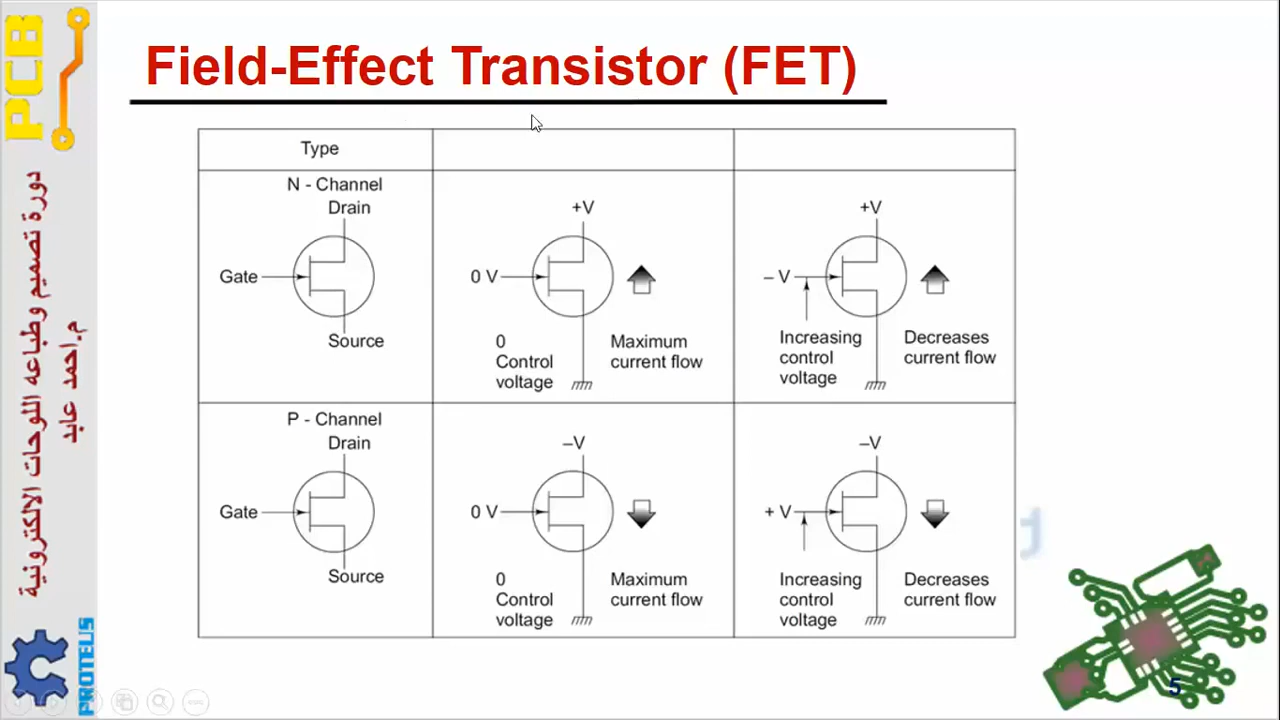 Field-Effect Transistor (FET)
Type
N - Channel
Drain
Gate
Source
+V
0 V
0
Control
voltage
Maximum
current flow
+V
– V
Increasing
control
voltage
Decreases
current flow
P - Channel
Drain
Gate
Source
–V
0 V
0
Control
voltage
Maximum
current flow
–V
+ V
Increasing
control
voltage
Decreases
current flow
PCB
دورة تصميم وطباعه اللوحات الالكترونية
م.احمد عابد
PROTEUS
5